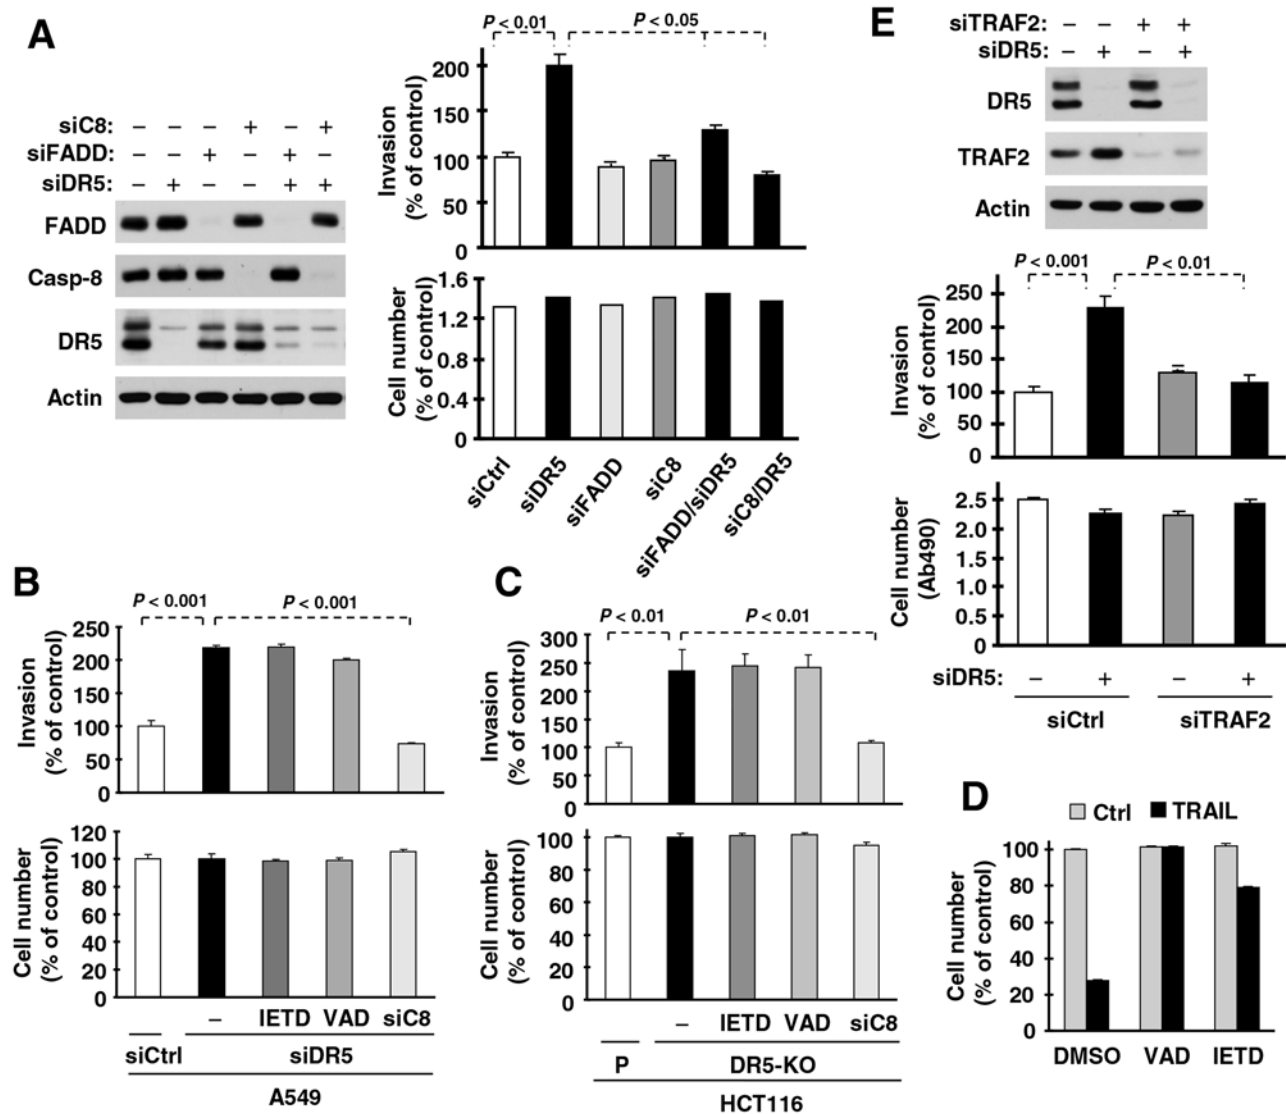 A
siC8: – – – + – +
siFADD: – – + – + –
siDR5: – + – – + +
FADD
Casp-8
DR5
Actin
P < 0.01
P < 0.05
Invasion
(% of control)
200
150
100
50
0
Cell number
(% of control)
1.6
1.2
0.8
0.4
0
siCtrl
siDR5
siFADD
siC8
siFADD/siDR5
siC8/DR5
E
siTRAF2: – – + +
siDR5: – + – +
DR5
TRAF2
Actin
P < 0.001
P < 0.01
Invasion
(% of control)
250
200
150
100
50
0
Cell number
(Ab490)
2.5
2.0
1.5
1.0
0.5
0
siDR5: – + – +
siCtrl
siTRAF2
B
P < 0.001
P < 0.001
Invasion
(% of control)
250
200
150
100
50
0
Cell number
(% of control)
120
100
80
60
40
20
0
– IETD VAD siC8
siCtrl
siDR5
A549
C
P < 0.01
P < 0.01
Invasion
(% of control)
300
250
200
150
100
50
0
Cell number
(% of control)
100
80
60
40
20
0
– IETD VAD siC8
P
DR5-KO
HCT116
D
Ctrl TRAIL
Cell number
(% of control)
100
80
60
40
20
0
DMSO VAD IETD